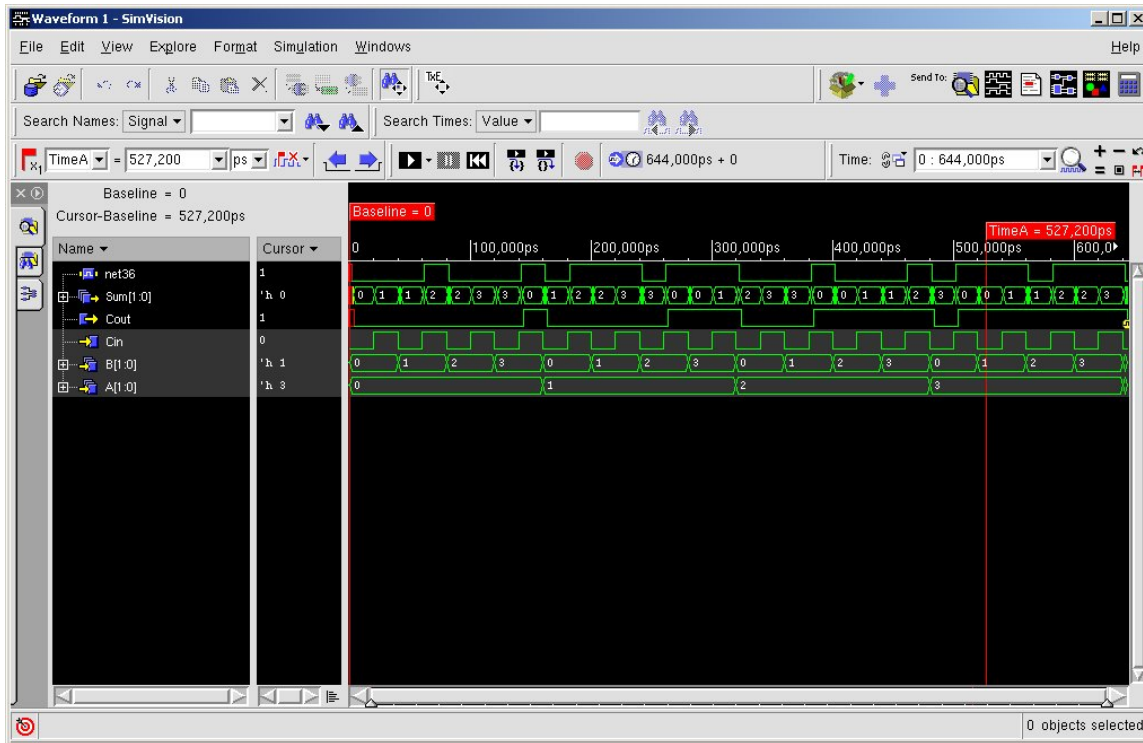 Waveform 1 - SimVision
File Edit View Explore Format Simulation Windows Help
TXE Send To:
Search Names: Signal Search Times: Value
X1 TimeA = 527,200 ps 644,000ps + 0 Time: 0 : 644,000ps
Baseline = 0
Cursor-Baseline = 527,200ps
Baseline = 0
TimeA = 527,200ps
Name Cursor 0 100,000ps 200,000ps 300,000ps 400,000ps 500,000ps 600,0
net36 1
Sum[1:0] 'h 0 0 1 1 2 2 3 3 0 1 2 2 3 3 0 0 1 2 3 3 0 0 1 1 2 3 0 0 1 1 2 2 3
Cout 1
Cin 0
B[1:0] 'h 1 0 1 2 3 0 1 2 3 0 1 2 3 0 1 2 3
A[1:0] 'h 3 0 1 2 3
0 objects selected